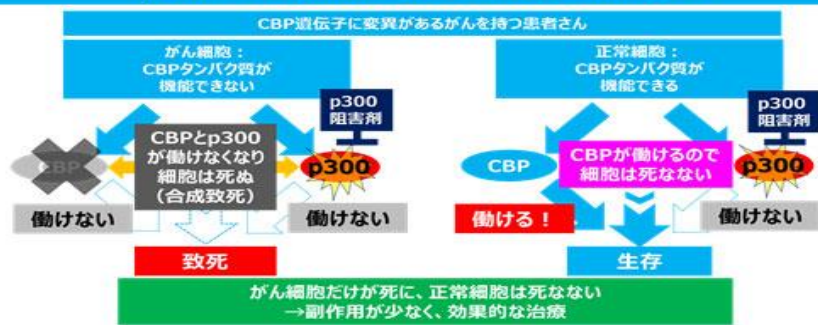 CBP遺伝子に変異があるがんを持つ患者さん
がん細胞：
CBPタンパク質が
機能できない
p300
阻害剤
CBP
CBPとp300
が働けなくなり
細胞は死ぬ
（合成致死）
p300
働けない
働けない
致死
正常細胞：
CBPタンパク質が
機能できる
p300
阻害剤
CBP
CBPが働けるので
細胞は死なない
p300
働ける！
働けない
生存
がん細胞だけが死に、正常細胞は死なない
→副作用が少なく、効果的な治療